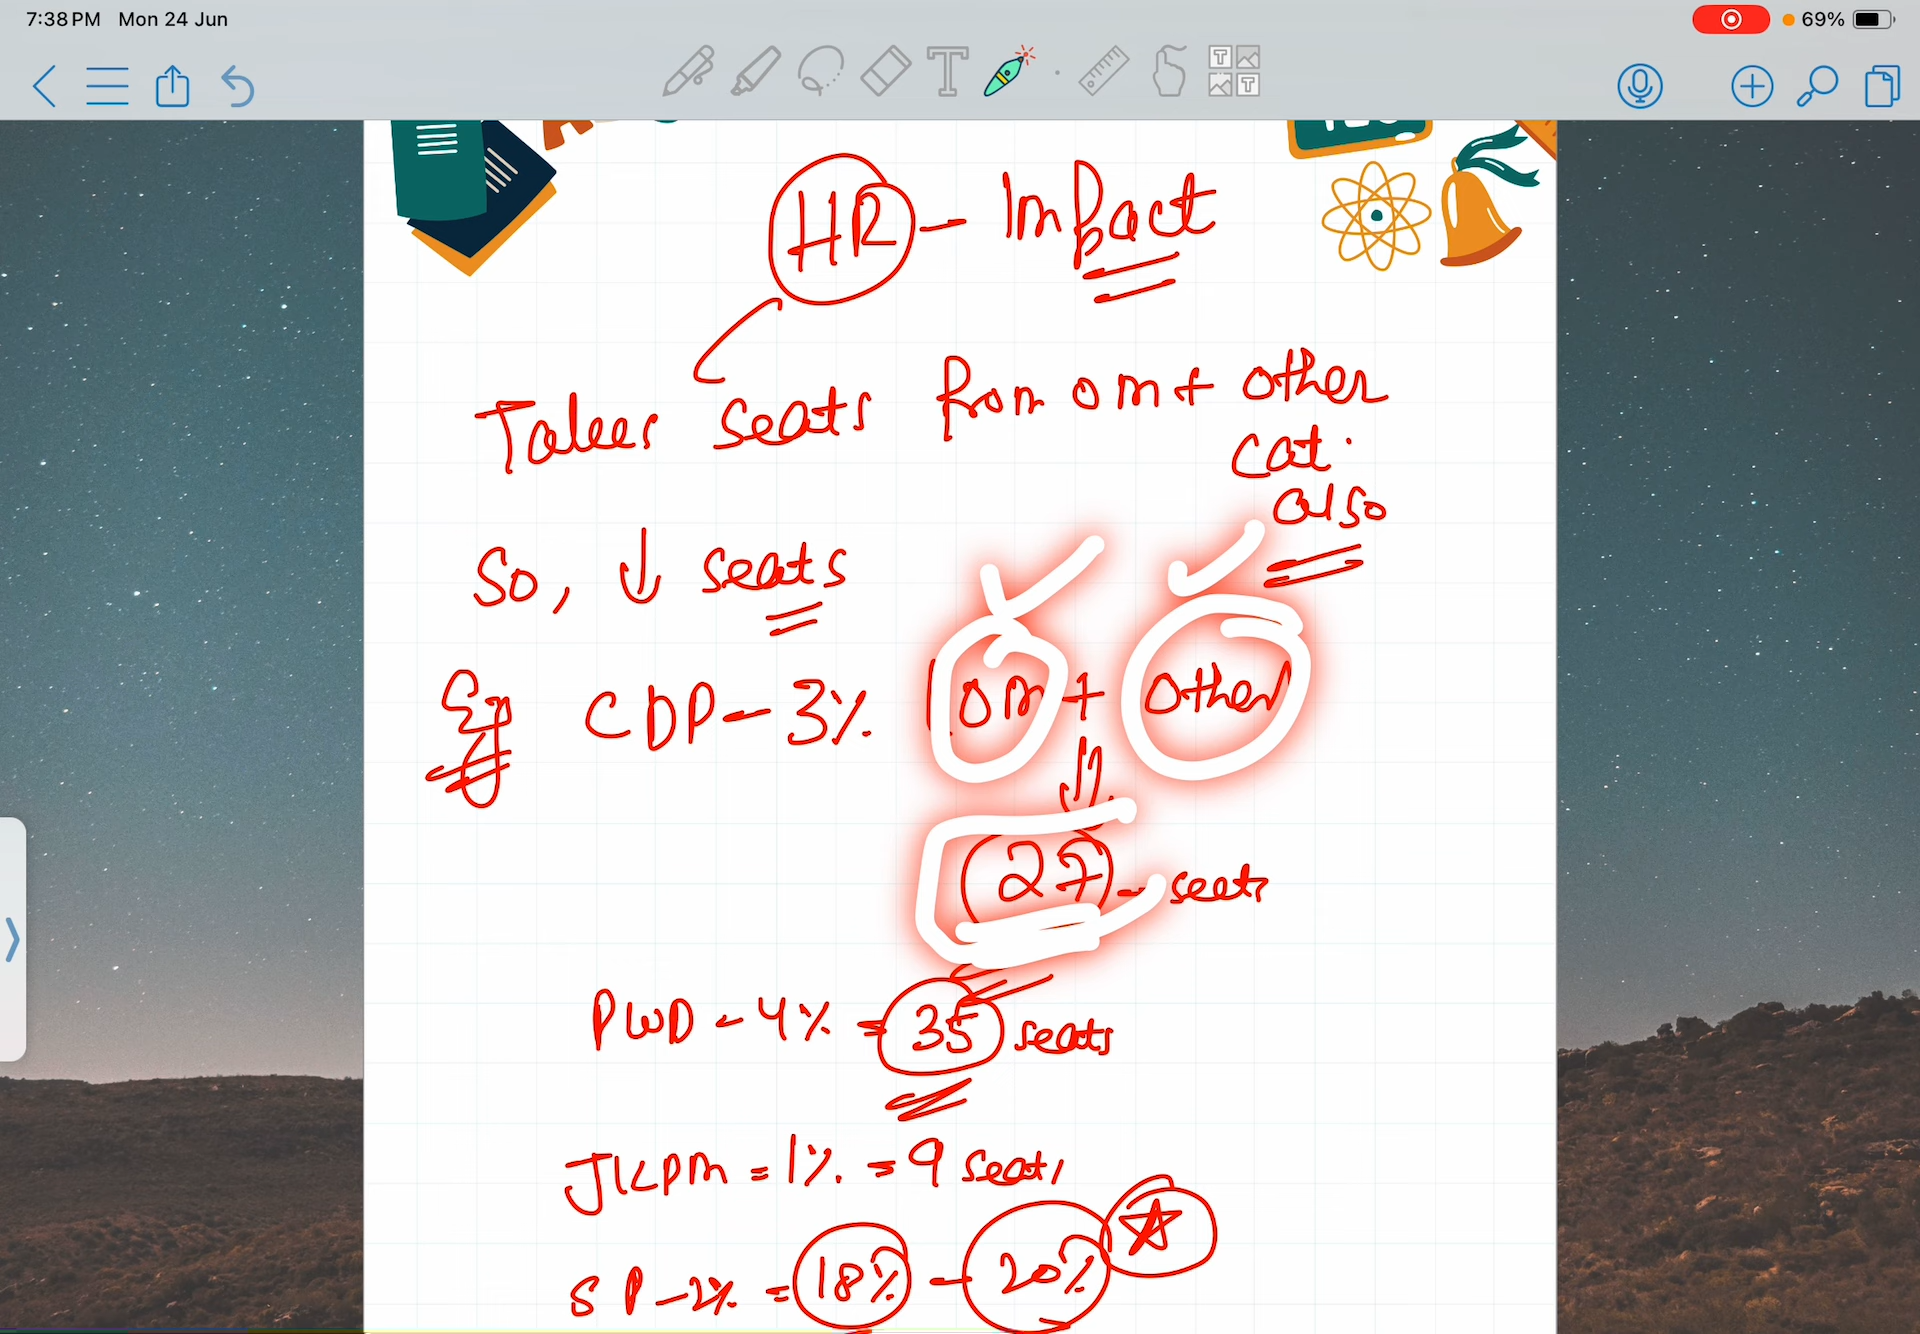 7:38 PM Mon 24 Jun
69%
HR - Impact
Takes seats from om + other
cat.
also
So, ↓ seats
Eg CDP - 3% (om + other
⇓
27 - seats
PWD - 4% = 35 seats
JKPM = 1% = 9 seats
SP - 2% = 18% - 20%